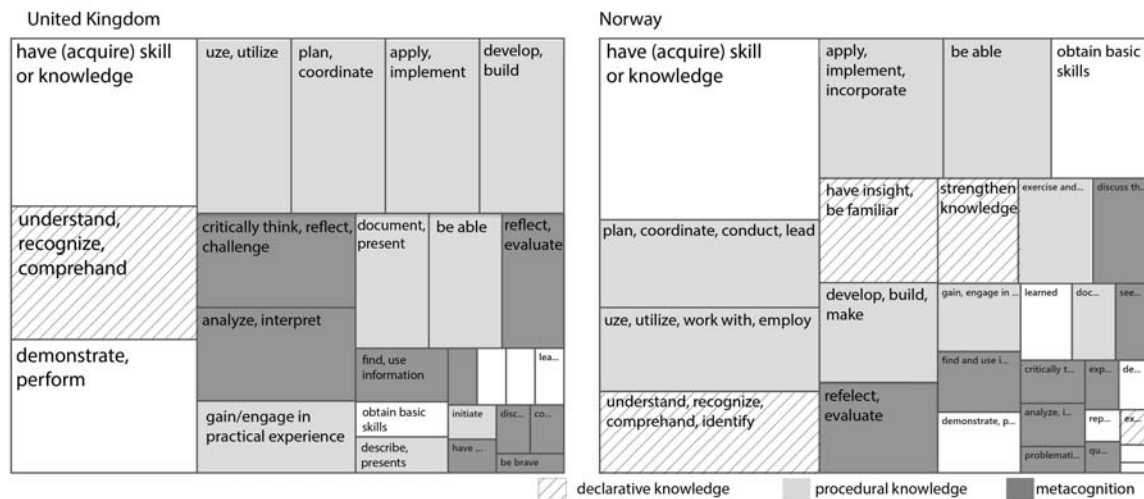 United Kingdom
have (acquire) skill
or knowledge
uze, utilize
plan,
coordinate
apply,
implement
develop,
build
understand,
recognize,
comprehand
critically think, reflect,
challenge
document,
present
be able
reflect,
evaluate
analyze, interpret
demonstrate,
perform
find, use
information
lea...
gain/engage in
practical experience
obtain basic
skills
initiate
disc...
co...
describe,
presents
have ...
be brave
Norway
have (acquire) skill
or knowledge
apply,
implement,
incorporate
be able
obtain basic
skills
have insight,
be familiar
strengthen
knowledge
exercise and...
discuss th...
plan, coordinate, conduct, lead
develop, build,
make
gain, engage in ...
learned
doc...
see...
uze, utilize, work with, employ
find and use i...
critically t...
exp...
de...
understand, recognize,
comprehand, identify
refelect,
evaluate
demonstrate, p...
analyze, i...
rep...
ex...
problemati...
qu...
declarative knowledge
procedural knowledge
metacognition